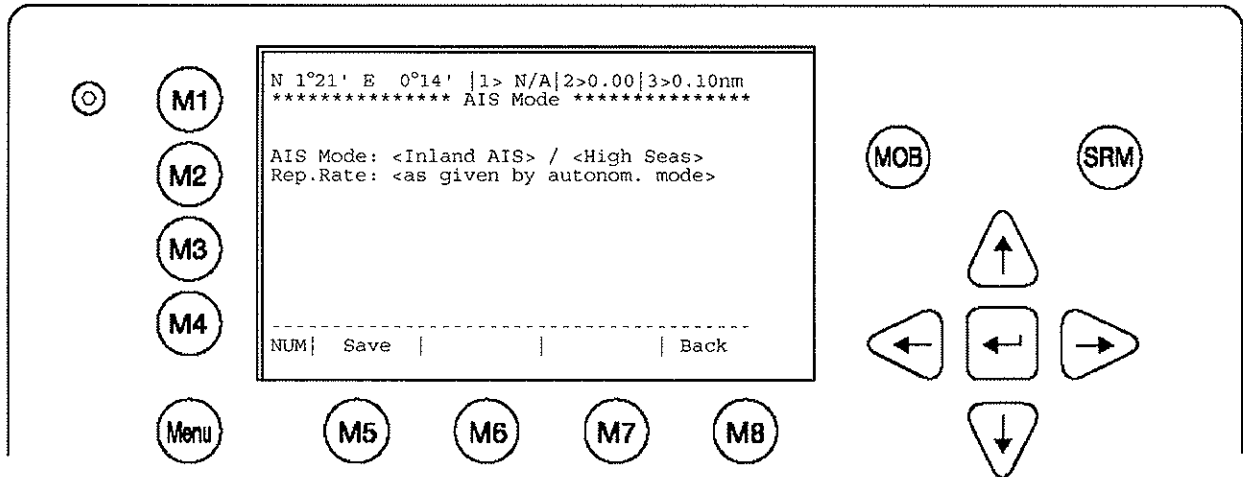 N 1°21' E 0°14' |1> N/A|2>0.00|3>0.10nm
*************** AIS Mode ***************
M1
AIS Mode: <Inland AIS> / <High Seas>
Rep.Rate: <as given by autonom. mode>
M2
MOB
SRM
M3
M4
----------------------------------------
NUM| Save | | | Back
Menu
M5
M6
M7
M8